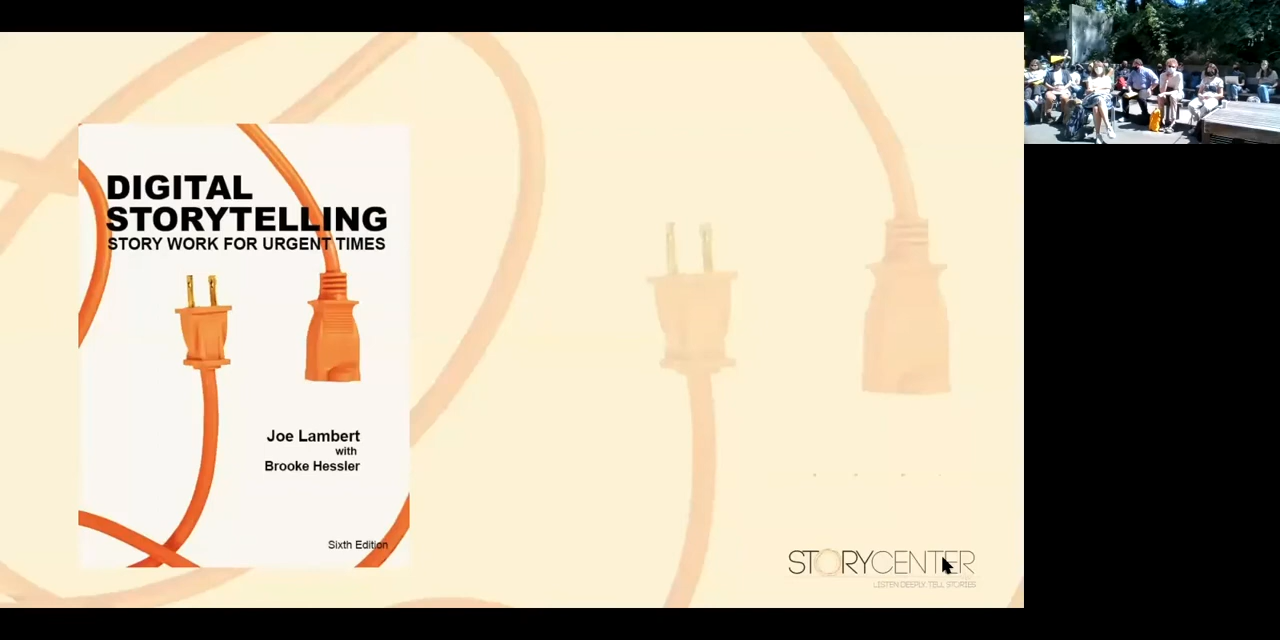 DIGITAL
STORYTELLING
STORY WORK FOR URGENT TIMES
Joe Lambert
with
Brooke Hessler
Sixth Edition
STORYCENTER
LISTEN DEEPLY. TELL STORIES